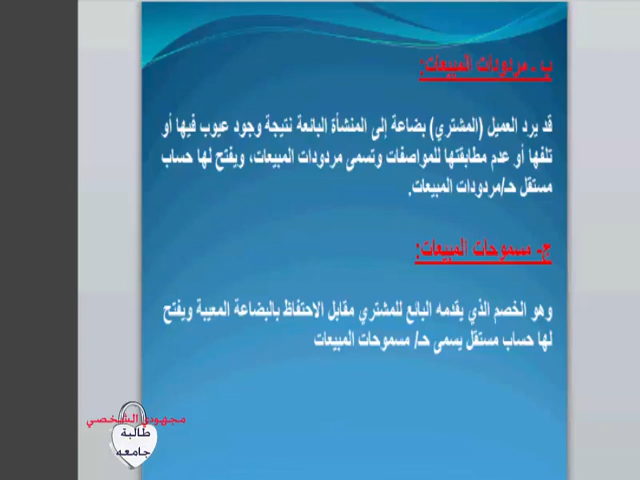 ب ـ مردودات المبيعات:
قد يرد العميل (المشتري) بضاعة إلى المنشأة البائعة نتيجة وجود عيوب فيها أو
تلفها أو عدم مطابقتها للمواصفات وتسمى مردودات المبيعات، ويفتح لها حساب
مستقل حـ/مردودات المبيعات.
ج- مسموحات المبيعات:
وهو الخصم الذي يقدمه البائع للمشتري مقابل الاحتفاظ بالبضاعة المعيبة ويفتح
لها حساب مستقل يسمى حـ/ مسموحات المبيعات
مجهودي الشخصي
طالبة
جامعه